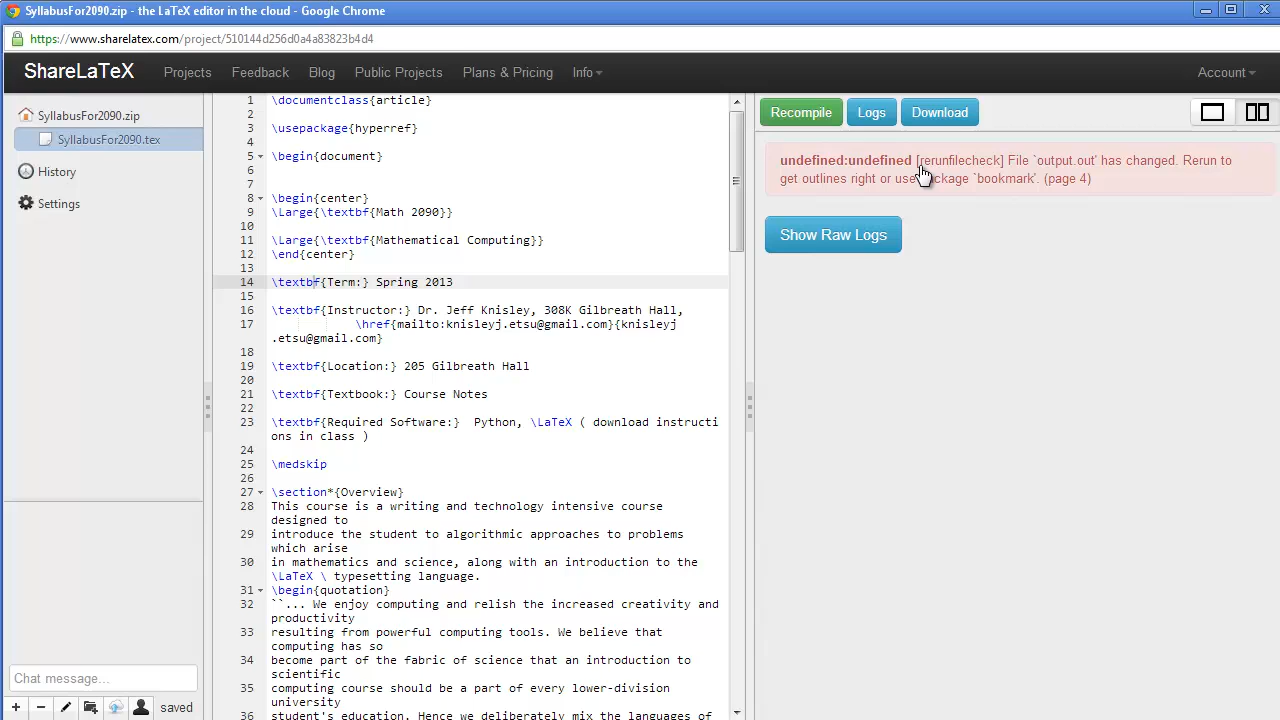 SyllabusFor2090.zip - the LaTeX editor in the cloud - Google Chrome
https://www.sharelatex.com/project/510144d256d0a4a83823b4d4
ShareLaTeX Projects Feedback Blog Public Projects Plans & Pricing Info Account
SyllabusFor2090.zip
SyllabusFor2090.tex
History
Settings
1 \documentclass{article}
2
3 \usepackage{hyperref}
4
5 \begin{document}
6
7
8 \begin{center}
9 \Large{\textbf{Math 2090}}
10
11 \Large{\textbf{Mathematical Computing}}
12 \end{center}
13
14 \textbf{Term:} Spring 2013
15
16 \textbf{Instructor:} Dr. Jeff Knisley, 308K Gilbreath Hall,
17 \href{mailto:knisleyj.etsu@gmail.com}{knisleyj
.etsu@gmail.com}
18
19 \textbf{Location:} 205 Gilbreath Hall
20
21 \textbf{Textbook:} Course Notes
22
23 \textbf{Required Software:} Python, \LaTeX ( download instructi
ons in class )
24
25 \medskip
26
27 \section*{Overview}
28 This course is a writing and technology intensive course
designed to
29 introduce the student to algorithmic approaches to problems
which arise
30 in mathematics and science, along with an introduction to the
\LaTeX \ typesetting language.
31 \begin{quotation}
32 ``... We enjoy computing and relish the increased creativity and
productivity
33 resulting from powerful computing tools. We believe that
computing has so
34 become part of the fabric of science that an introduction to
scientific
35 computing course should be a part of every lower-division
university
36 student's education. Hence we deliberately mix the languages of
Recompile Logs Download
undefined:undefined [rerunfilecheck] File `output.out' has changed. Rerun to
get outlines right or use package `bookmark'. (page 4)
Show Raw Logs
Chat message...
saved